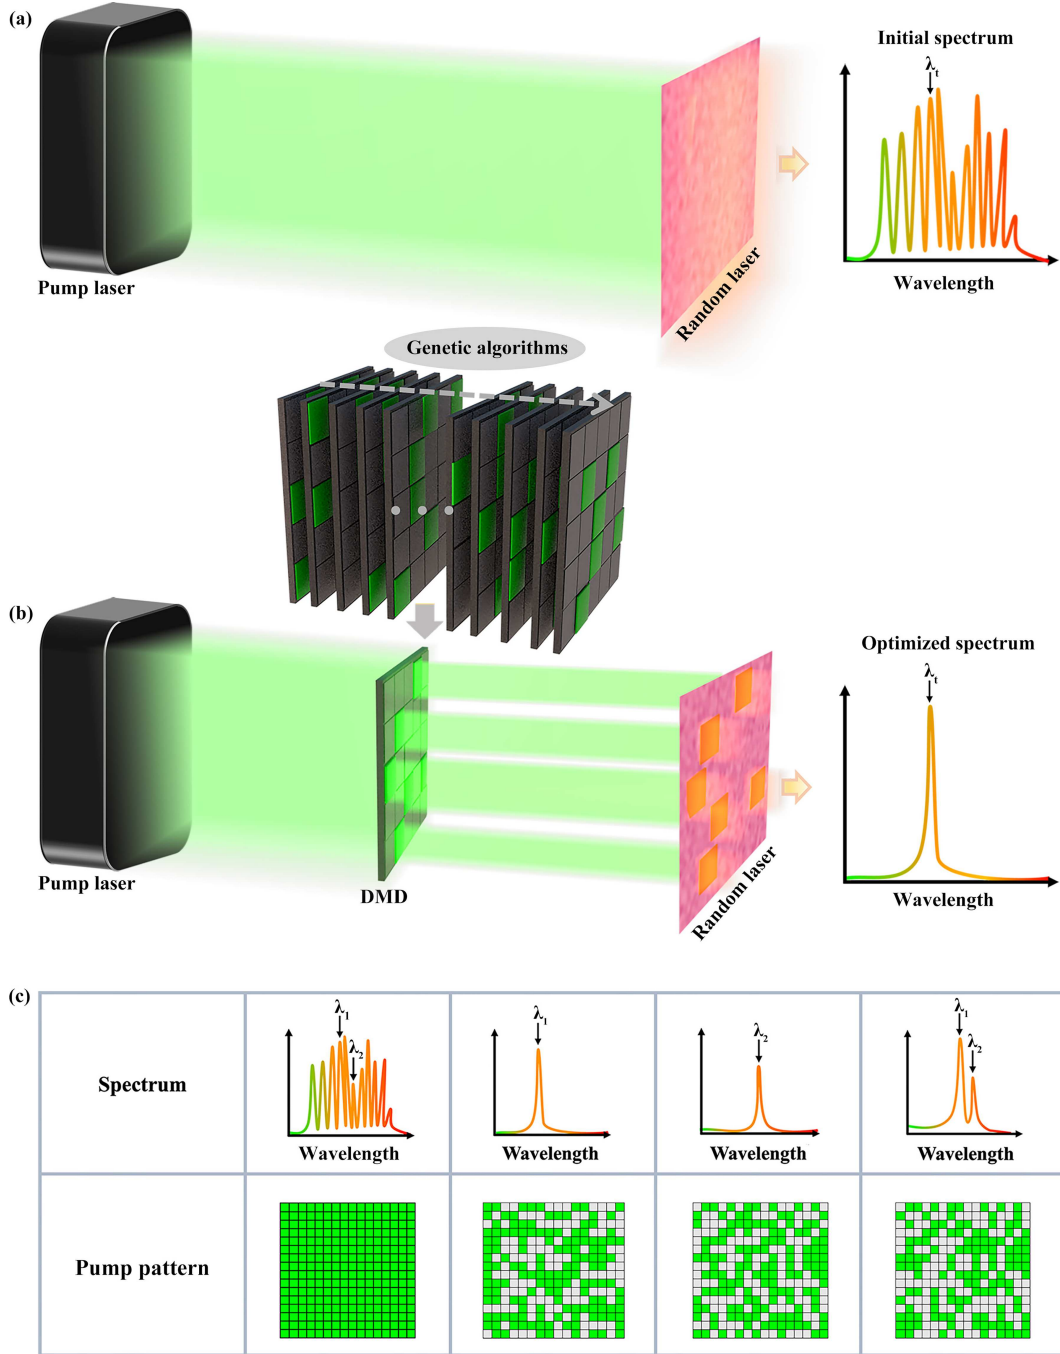 (a)
Initial spectrum
λt
Pump laser
Random laser
Wavelength
Genetic algorithms
(b)
Optimized spectrum
λt
Pump laser
DMD
Random laser
Wavelength
(c)
Spectrum
λ1
λ2
Wavelength
λ1
Wavelength
λ2
Wavelength
λ1
λ2
Wavelength
Pump pattern